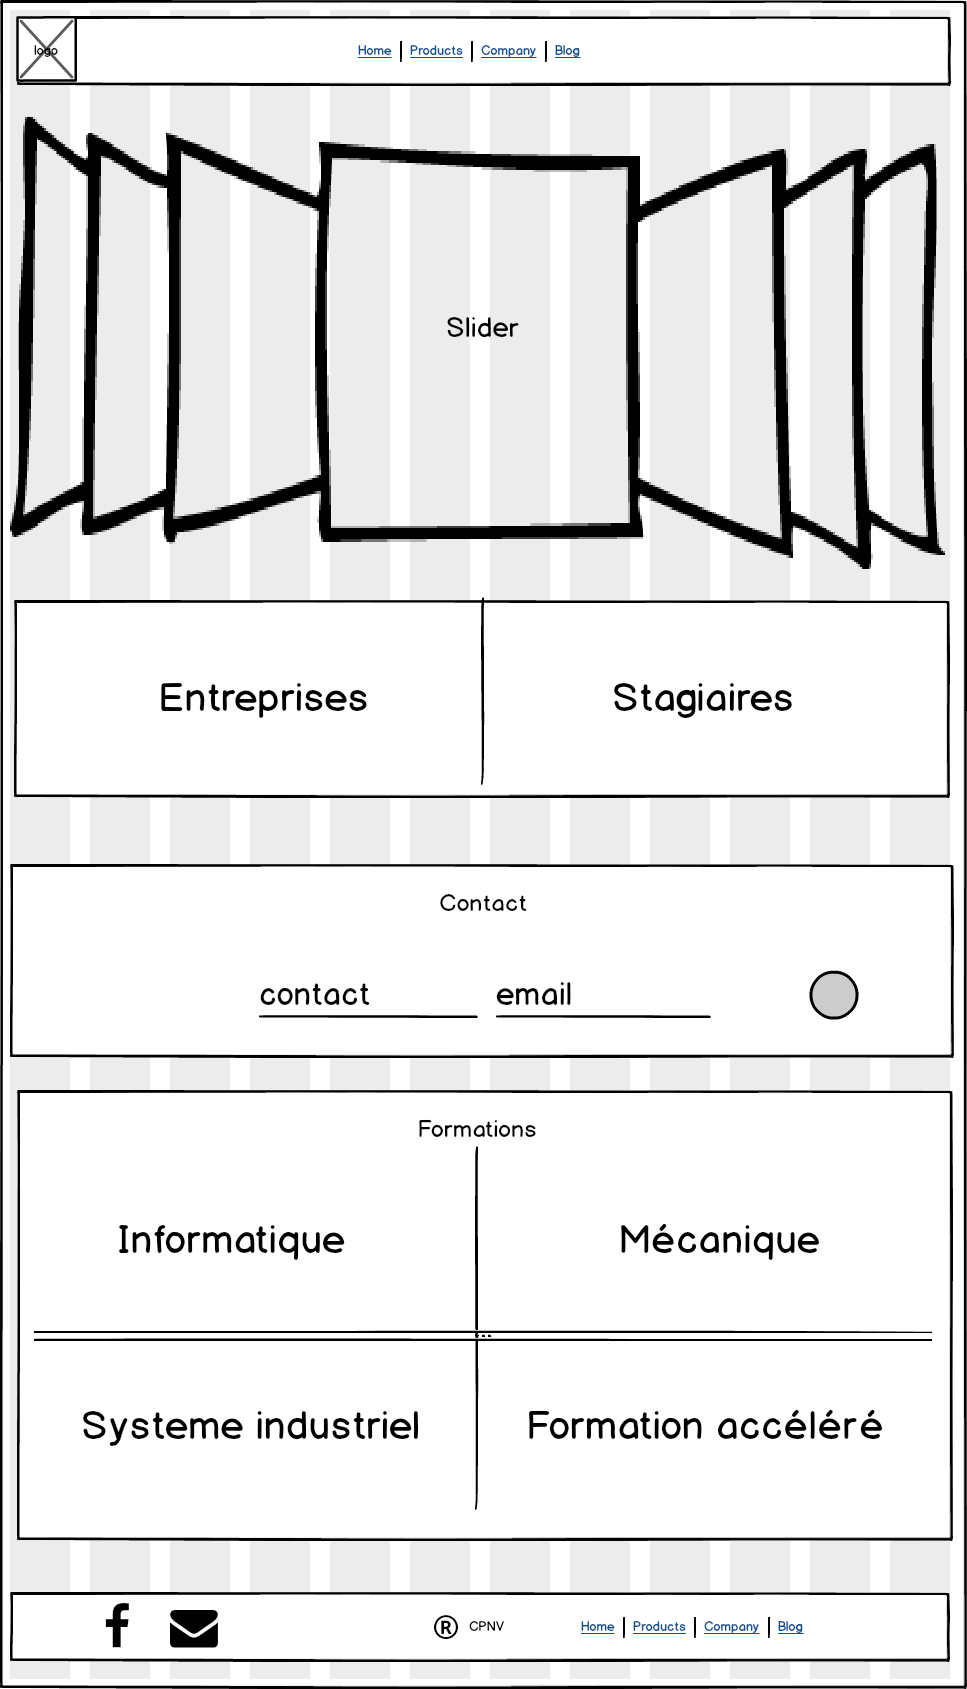 logo
Home Products Company Blog
Slider
Entreprises Stagiaires
Contact
contact email
Formations
Informatique Mécanique
Systeme industriel Formation accéléré
® CPNV Home Products Company Blog